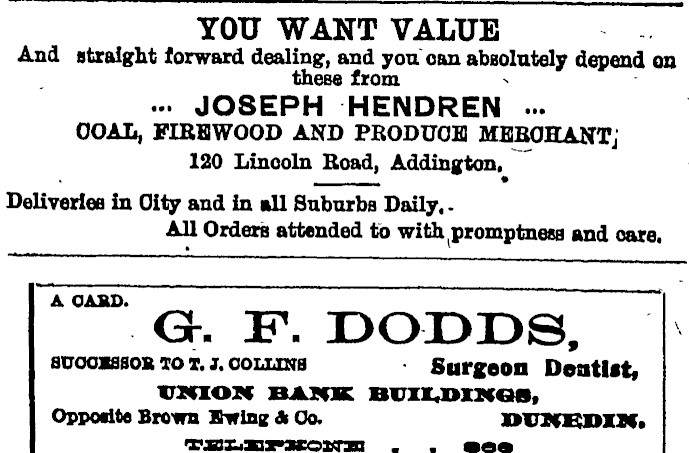 YOU WANT VALUE
And straight forward dealing, and you can absolutely depend on
these from
... JOSEPH HENDREN ...
COAL, FIREWOOD AND PRODUCE MERCHANT,
120 Lincoln Road, Addington.
Deliveries in City and in all Suburbs Daily.
All Orders attended to with promptness and care.
A CARD.
G. F. DODDS,
SUCCESSOR TO T. J. COLLINS
Surgeon Dentist,
UNION BANK BUILDINGS,
Opposite Brown Ewing & Co.
DUNEDIN.
TELEPHONE . .